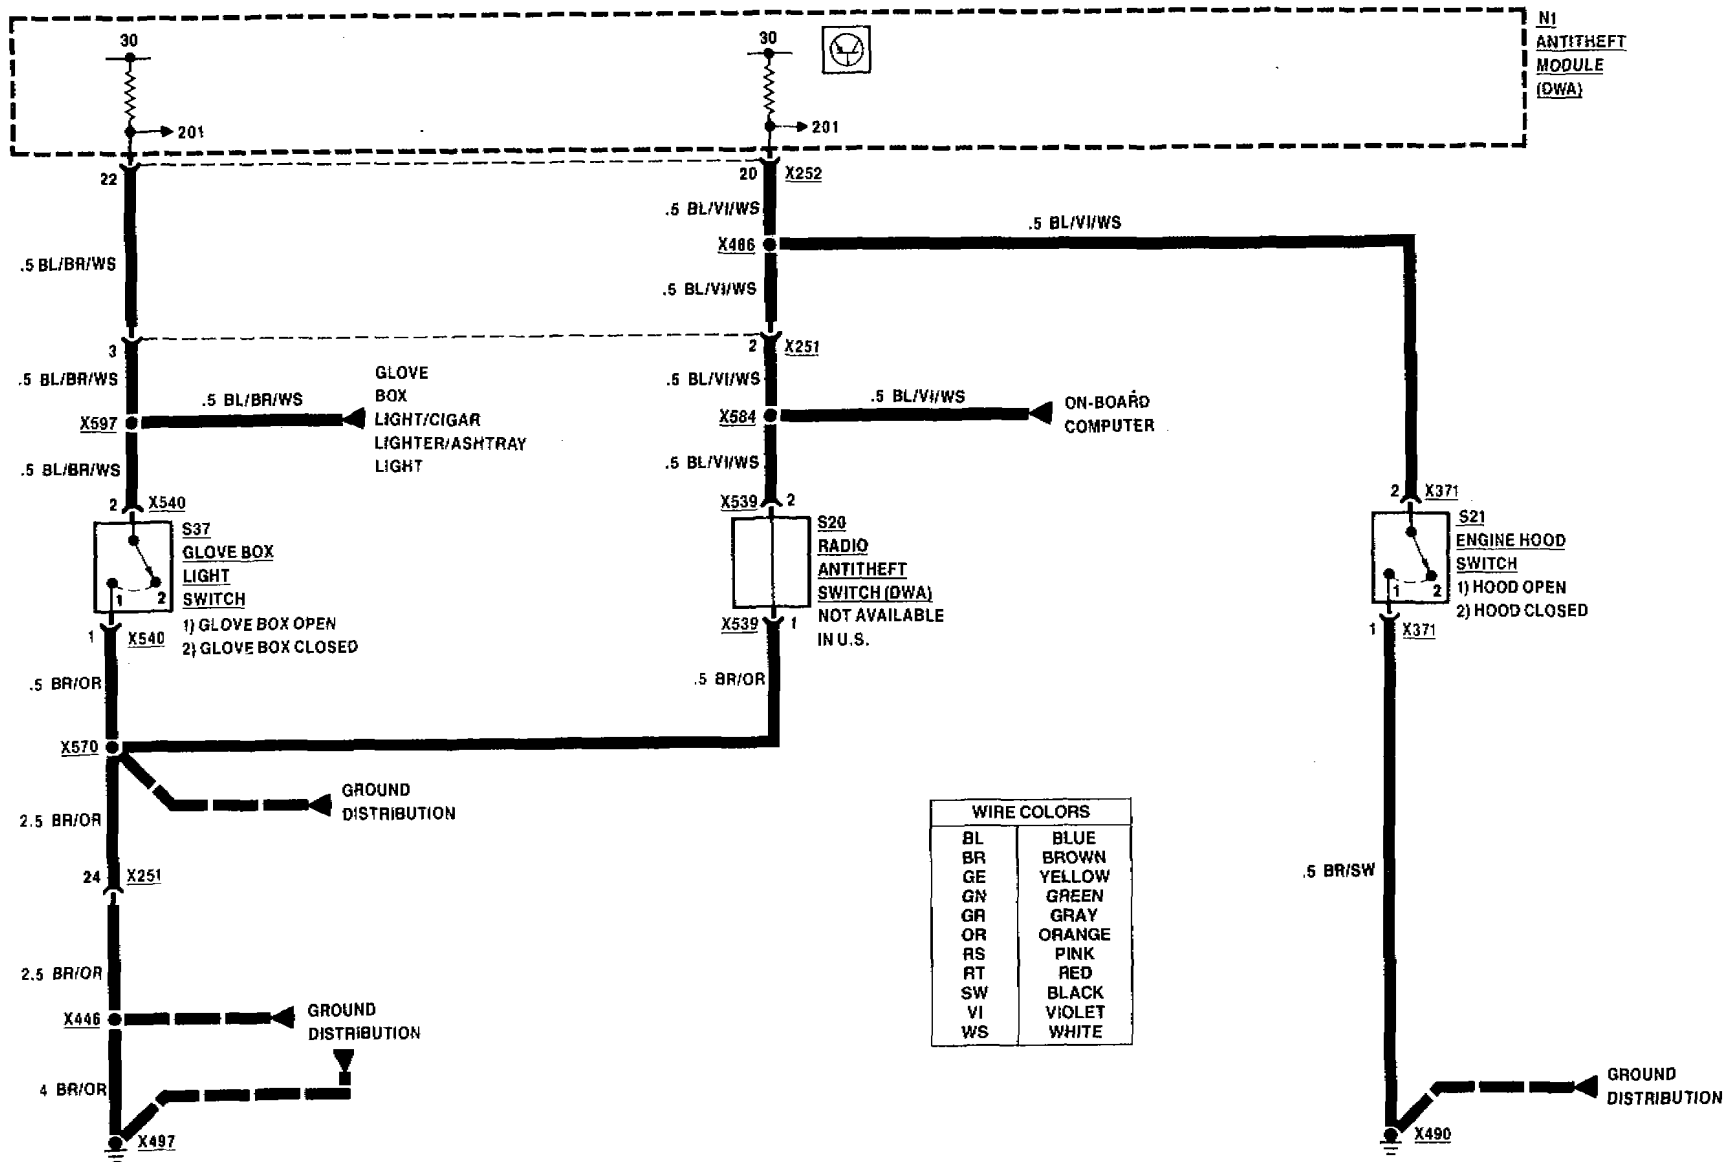 N1
ANTITHEFT
MODULE
(DWA)
30
30
201
201
22
20 X252
.5 BL/VI/WS
X486
.5 BL/VI/WS
.5 BL/BR/WS
.5 BL/VI/WS
3
2 X251
.5 BL/BR/WS
.5 BL/VI/WS
X597
.5 BL/BR/WS
GLOVE
BOX
LIGHT/CIGAR
LIGHTER/ASHTRAY
LIGHT
X584
.5 BL/VI/WS
ON-BOARD
COMPUTER
.5 BL/BR/WS
.5 BL/VI/WS
2 X540
S37
GLOVE BOX
LIGHT
SWITCH
1) GLOVE BOX OPEN
2) GLOVE BOX CLOSED
1 2
1 X540
X539 2
S20
RADIO
ANTITHEFT
SWITCH (DWA)
NOT AVAILABLE
IN U.S.
X539 1
2 X371
S21
ENGINE HOOD
SWITCH
1) HOOD OPEN
2) HOOD CLOSED
1 2
1 X371
.5 BR/OR
.5 BR/OR
X570
GROUND
DISTRIBUTION
2.5 BR/OR
24 X251
2.5 BR/OR
X446
GROUND
DISTRIBUTION
4 BR/OR
X497
WIRE COLORS
BL BLUE
BR BROWN
GE YELLOW
GN GREEN
GR GRAY
OR ORANGE
RS PINK
RT RED
SW BLACK
VI VIOLET
WS WHITE
.5 BR/SW
GROUND
DISTRIBUTION
X490